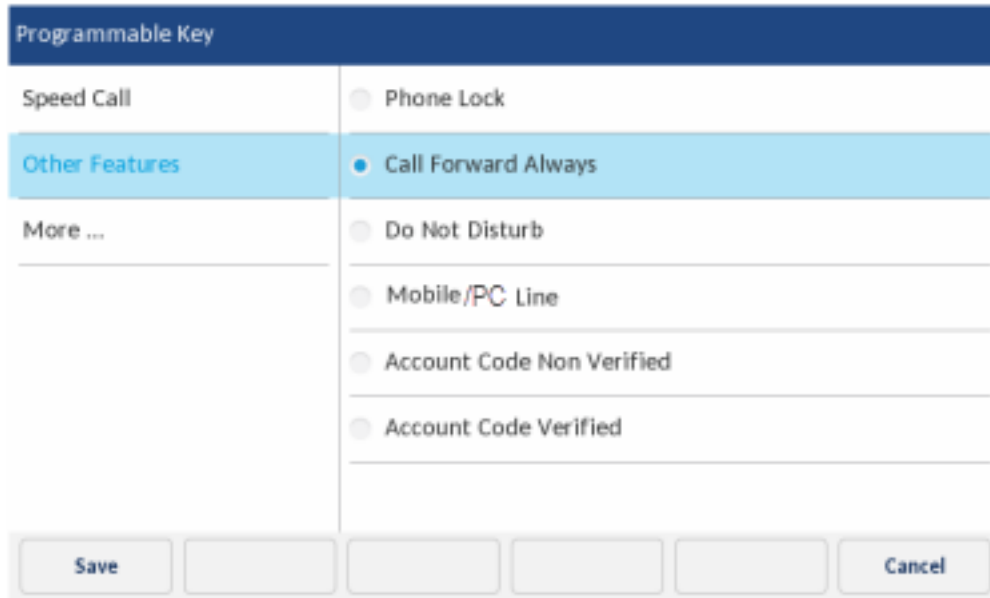 Programmable Key
Speed Call
Other Features
More ...
Phone Lock
Call Forward Always
Do Not Disturb
Mobile/PC Line
Account Code Non Verified
Account Code Verified
Save
Cancel